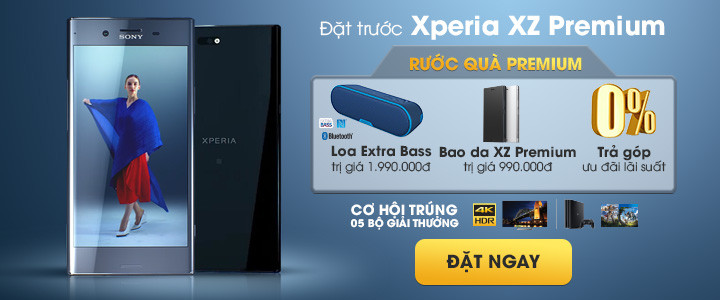 Đặt trước Xperia XZ Premium
RƯỚC QUÀ PREMIUM
SONY
XPERIA
BASS
Bluetooth®
0%
Loa Extra Bass
trị giá 1.990.000đ
Bao da XZ Premium
trị giá 990.000đ
Trả góp
ưu đãi lãi suất
CƠ HỘI TRÚNG
05 BỘ GIẢI THƯỞNG
4K
HDR
ĐẶT NGAY